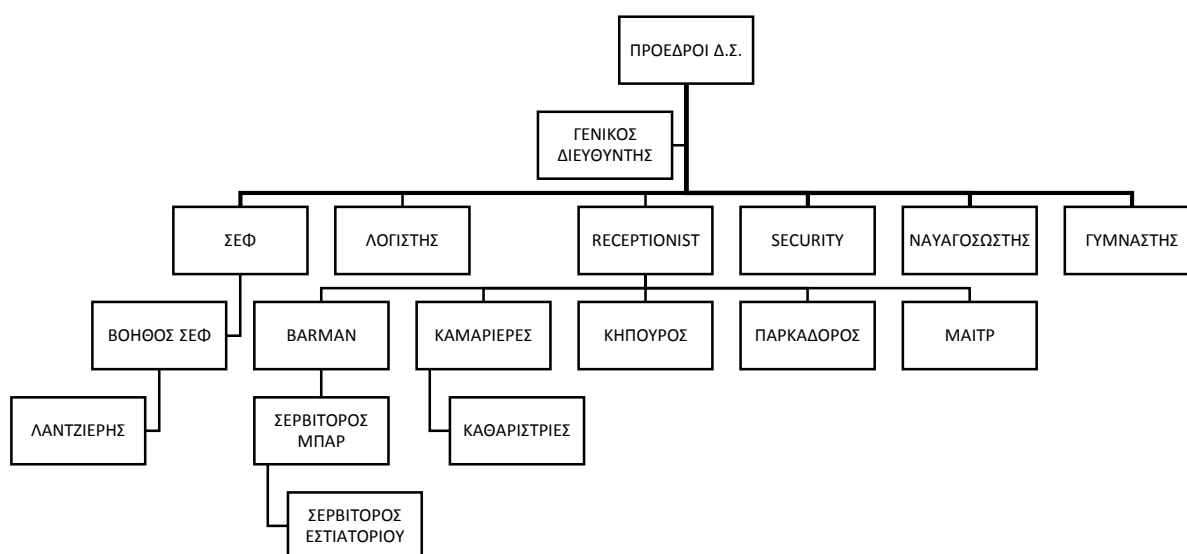 ΠΡΟΕΔΡΟΙ Δ.Σ.
ΓΕΝΙΚΟΣ
ΔΙΕΥΘΥΝΤΗΣ
ΣΕΦ
ΛΟΓΙΣΤΗΣ
RECEPTIONIST
SECURITY
ΝΑΥΑΓΟΣΩΣΤΗΣ
ΓΥΜΝΑΣΤΗΣ
ΒΟΗΘΟΣ ΣΕΦ
BARMAN
ΚΑΜΑΡΙΕΡΕΣ
ΚΗΠΟΥΡΟΣ
ΠΑΡΚΑΔΟΡΟΣ
ΜΑΙΤΡ
ΛΑΝΤΖΙΕΡΗΣ
ΣΕΡΒΙΤΟΡΟΣ
ΜΠΑΡ
ΚΑΘΑΡΙΣΤΡΙΕΣ
ΣΕΡΒΙΤΟΡΟΣ
ΕΣΤΙΑΤΟΡΙΟΥ